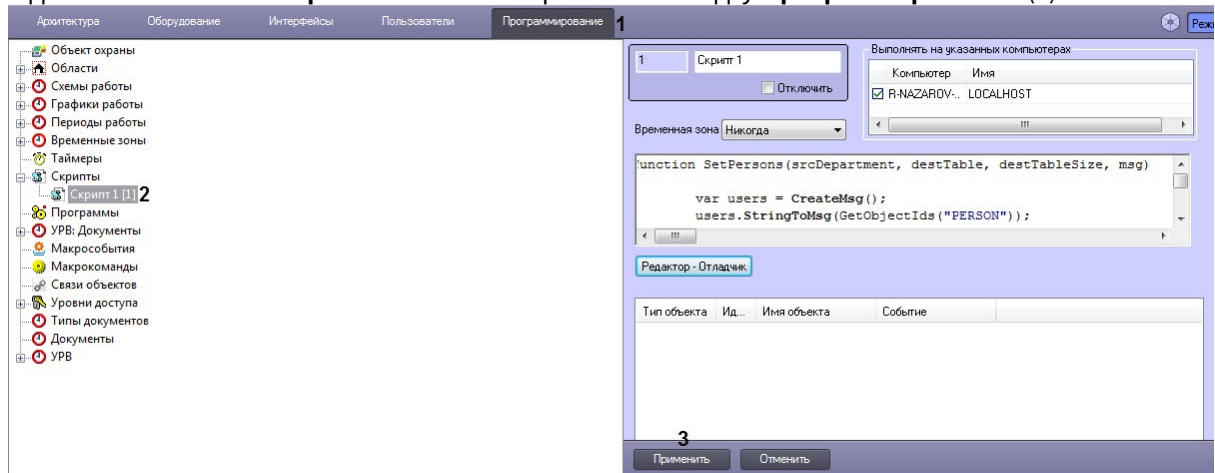 Архитектура Оборудование Интерфейсы Пользователи Программирование 1
Объект охраны
Области
Схемы работы
Графики работы
Периоды работы
Временные зоны
Таймеры
Скрипты
Скрипт 1 [1] 2
Программы
УРВ: Документы
Макрособытия
Макрокоманды
Связи объектов
Уровни доступа
Типы документов
Документы
УРВ
1 Скрипт 1
Отключить
Временная зона Никогда
Выполнять на указанных компьютерах
Компьютер Имя
R-NAZAROV-.. LOCALHOST
function SetPersons(srcDepartment, destTable, destTableSize, msg)
var users = CreateMsg();
users.StringToMsg(GetObjectIds("PERSON"));
Редактор - Отладчик
Тип объекта Ид... Имя объекта Событие
3
Применить Отменить